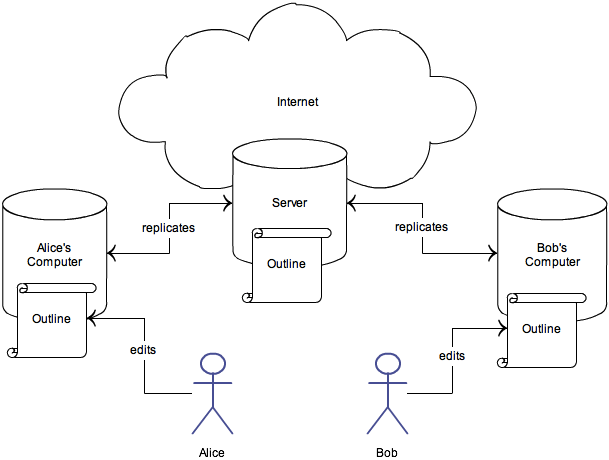 Internet
Server
replicates
replicates
Alice's
Computer
Bob's
Computer
Outline
Outline
Outline
edits
edits
Alice
Bob